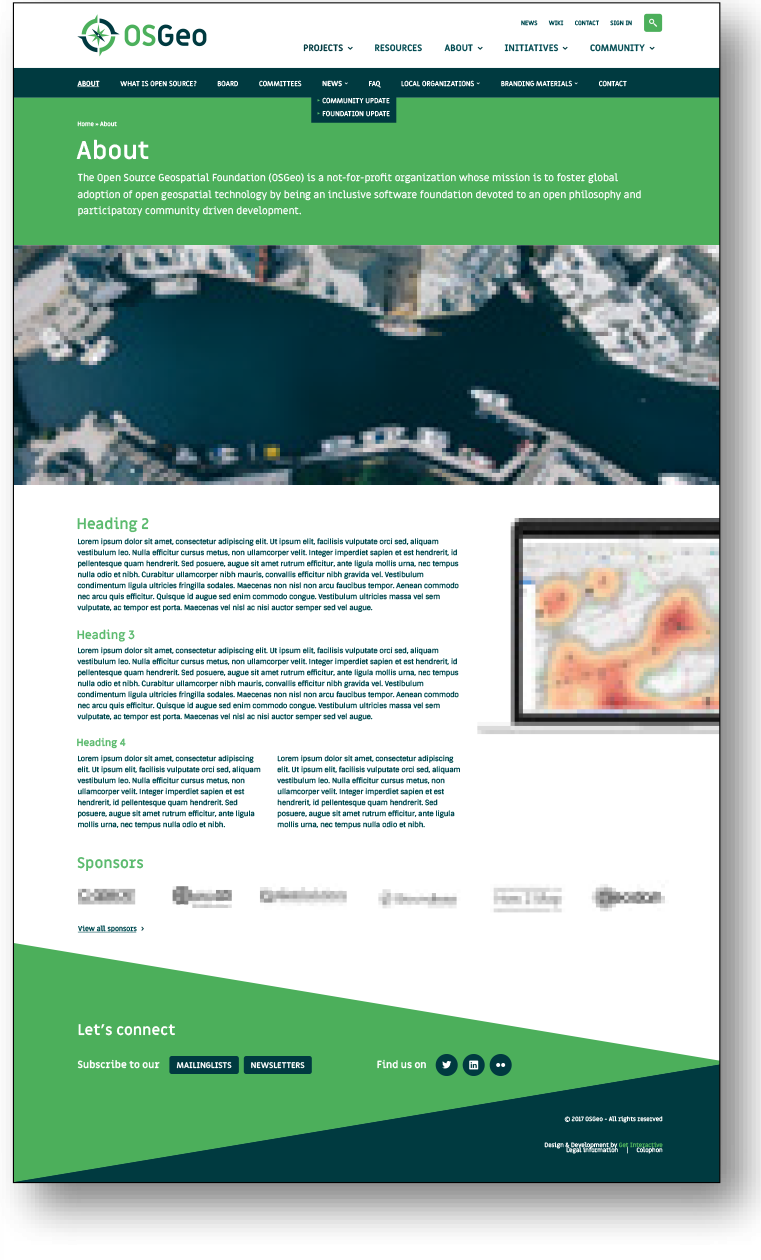 OSGeo
NEWS WIKI CONTACT SIGN IN
PROJECTS RESOURCES ABOUT INITIATIVES COMMUNITY
ABOUT WHAT IS OPEN SOURCE? BOARD COMMITTEES NEWS FAQ LOCAL ORGANIZATIONS BRANDING MATERIALS CONTACT
COMMUNITY UPDATE
FOUNDATION UPDATE
Home > About
About
The Open Source Geospatial Foundation (OSGeo) is a not-for-profit organization whose mission is to foster global
adoption of open geospatial technology by being an inclusive software foundation devoted to an open philosophy and
participatory community driven development.
Heading 2
Lorem ipsum dolor sit amet, consectetur adipiscing elit. Ut ipsum elit, facilisis vulputate orci sed, aliquam
vestibulum leo. Nulla efficitur cursus metus, non ullamcorper velit. Integer imperdiet sapien et est hendrerit, id
pellentesque quam hendrerit. Sed posuere, augue sit amet rutrum efficitur, ante ligula mollis urna, nec tempus
nulla odio et nibh. Curabitur ullamcorper nibh mauris, convallis efficitur nibh gravida vel. Vestibulum
condimentum ligula ultricies fringilla sodales. Maecenas non nisl non arcu faucibus tempor. Aenean commodo
nec arcu quis efficitur. Quisque id augue sed enim commodo congue. Vestibulum ultricies massa vel sem
vulputate, ac tempor est porta. Maecenas vel nisl ac nisi auctor semper sed vel augue.
Heading 3
Lorem ipsum dolor sit amet, consectetur adipiscing elit. Ut ipsum elit, facilisis vulputate orci sed, aliquam
vestibulum leo. Nulla efficitur cursus metus, non ullamcorper velit. Integer imperdiet sapien et est hendrerit, id
pellentesque quam hendrerit. Sed posuere, augue sit amet rutrum efficitur, ante ligula mollis urna, nec tempus
nulla odio et nibh. Curabitur ullamcorper nibh mauris, convallis efficitur nibh gravida vel. Vestibulum
condimentum ligula ultricies fringilla sodales. Maecenas non nisl non arcu faucibus tempor. Aenean commodo
nec arcu quis efficitur. Quisque id augue sed enim commodo congue. Vestibulum ultricies massa vel sem
vulputate, ac tempor est porta. Maecenas vel nisl ac nisi auctor semper sed vel augue.
Heading 4
Lorem ipsum dolor sit amet, consectetur adipiscing
elit. Ut ipsum elit, facilisis vulputate orci sed, aliquam
vestibulum leo. Nulla efficitur cursus metus, non
ullamcorper velit. Integer imperdiet sapien et est
hendrerit, id pellentesque quam hendrerit. Sed
posuere, augue sit amet rutrum efficitur, ante ligula
mollis urna, nec tempus nulla odio et nibh.
Lorem ipsum dolor sit amet, consectetur adipiscing
elit. Ut ipsum elit, facilisis vulputate orci sed, aliquam
vestibulum leo. Nulla efficitur cursus metus, non
ullamcorper velit. Integer imperdiet sapien et est
hendrerit, id pellentesque quam hendrerit. Sed
posuere, augue sit amet rutrum efficitur, ante ligula
mollis urna, nec tempus nulla odio et nibh.
Sponsors
View all sponsors
Let's connect
Subscribe to our MAILINGLISTS NEWSLETTERS Find us on
© 2017 OSGeo - All rights reserved
Design & Development by Get Interactive
Legal information | Colophon